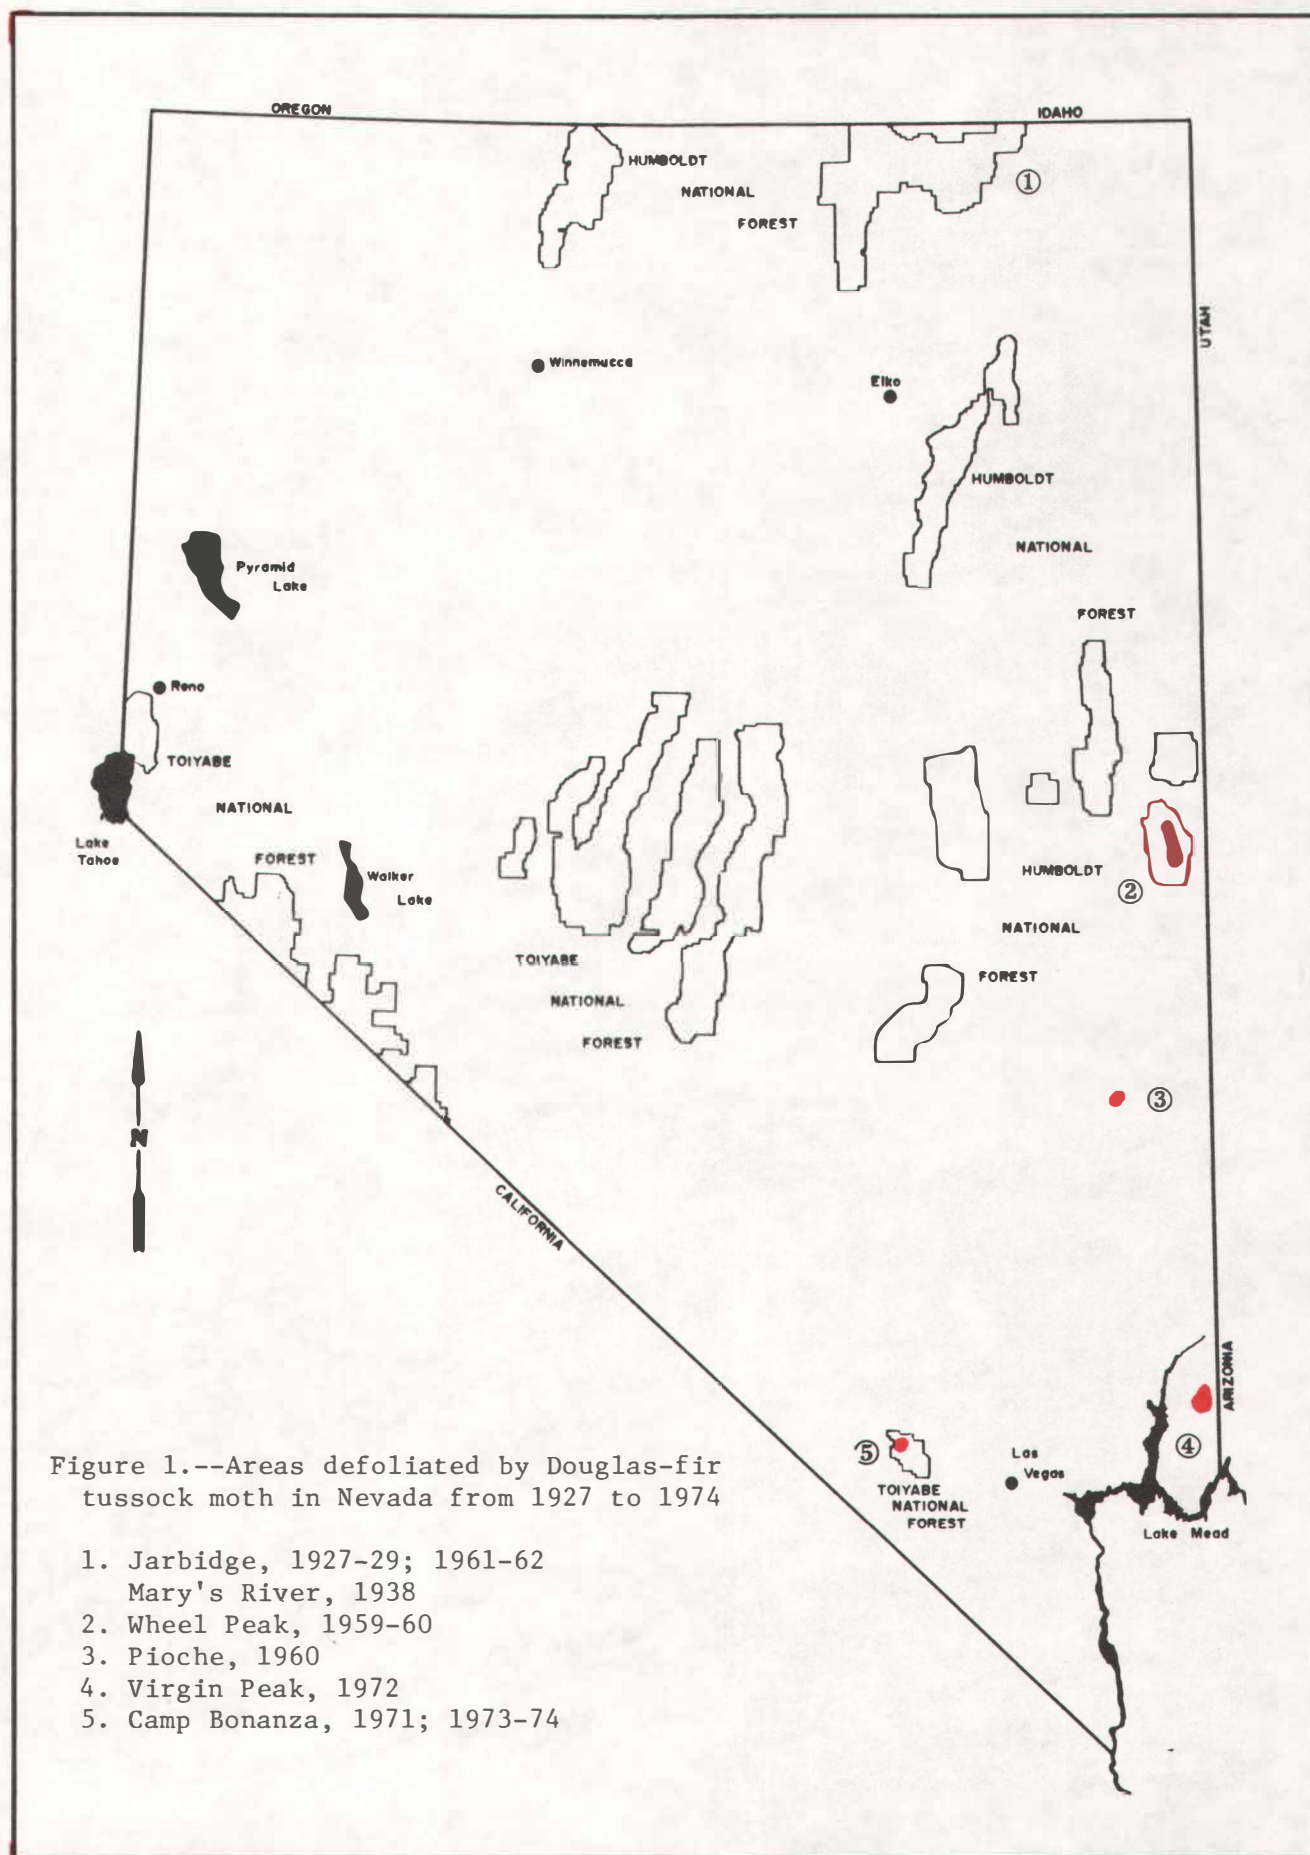 OREGON
IDAHO
HUMBOLDT
NATIONAL
FOREST
①
UTAH
Winnemucca
Elko
HUMBOLDT
NATIONAL
FOREST
Pyramid
Lake
Reno
TOIYABE
NATIONAL
FOREST
Lake
Tahoe
Walker
Lake
HUMBOLDT
②
NATIONAL
FOREST
TOIYABE
NATIONAL
FOREST
③
N
CALIFORNIA
ARIZONA
④
⑤
Las
Vegas
TOIYABE
NATIONAL
FOREST
Lake Mead
Figure 1.--Areas defoliated by Douglas-fir
tussock moth in Nevada from 1927 to 1974
1. Jarbidge, 1927-29; 1961-62
Mary's River, 1938
2. Wheel Peak, 1959-60
3. Pioche, 1960
4. Virgin Peak, 1972
5. Camp Bonanza, 1971; 1973-74